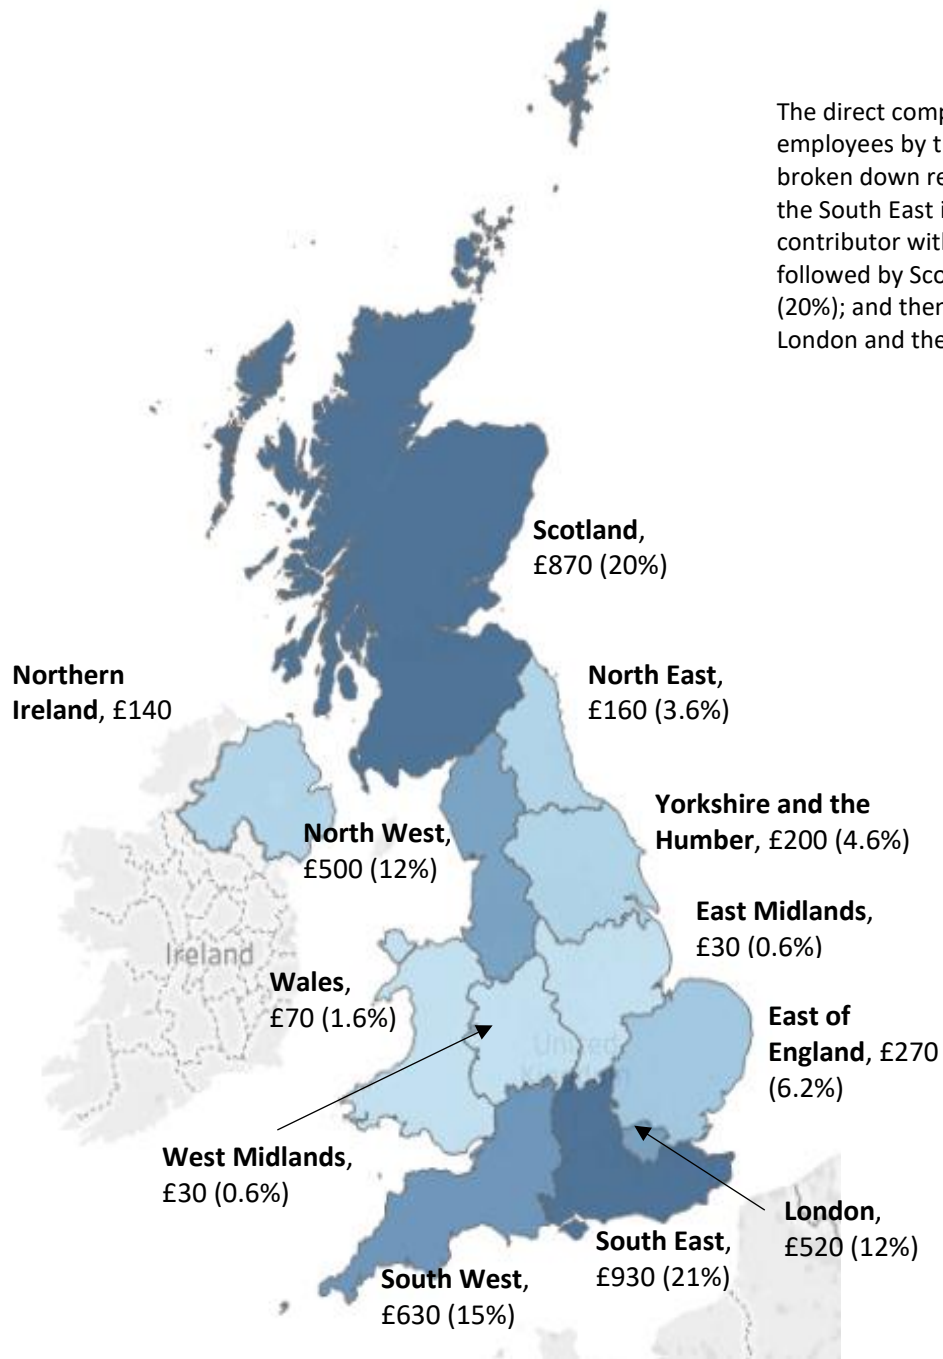 The direct comp
employees by t
broken down re
the South East i
contributor with
followed by Sco
(20%); and then
London and the
Scotland,
£870 (20%)
Northern
Ireland, £140
North East,
£160 (3.6%)
Yorkshire and the
Humber, £200 (4.6%)
North West,
£500 (12%)
East Midlands,
£30 (0.6%)
Ireland
Wales,
£70 (1.6%)
East of
England, £270
(6.2%)
United
West Midlands,
£30 (0.6%)
London,
£520 (12%)
South East,
£930 (21%)
South West,
£630 (15%)